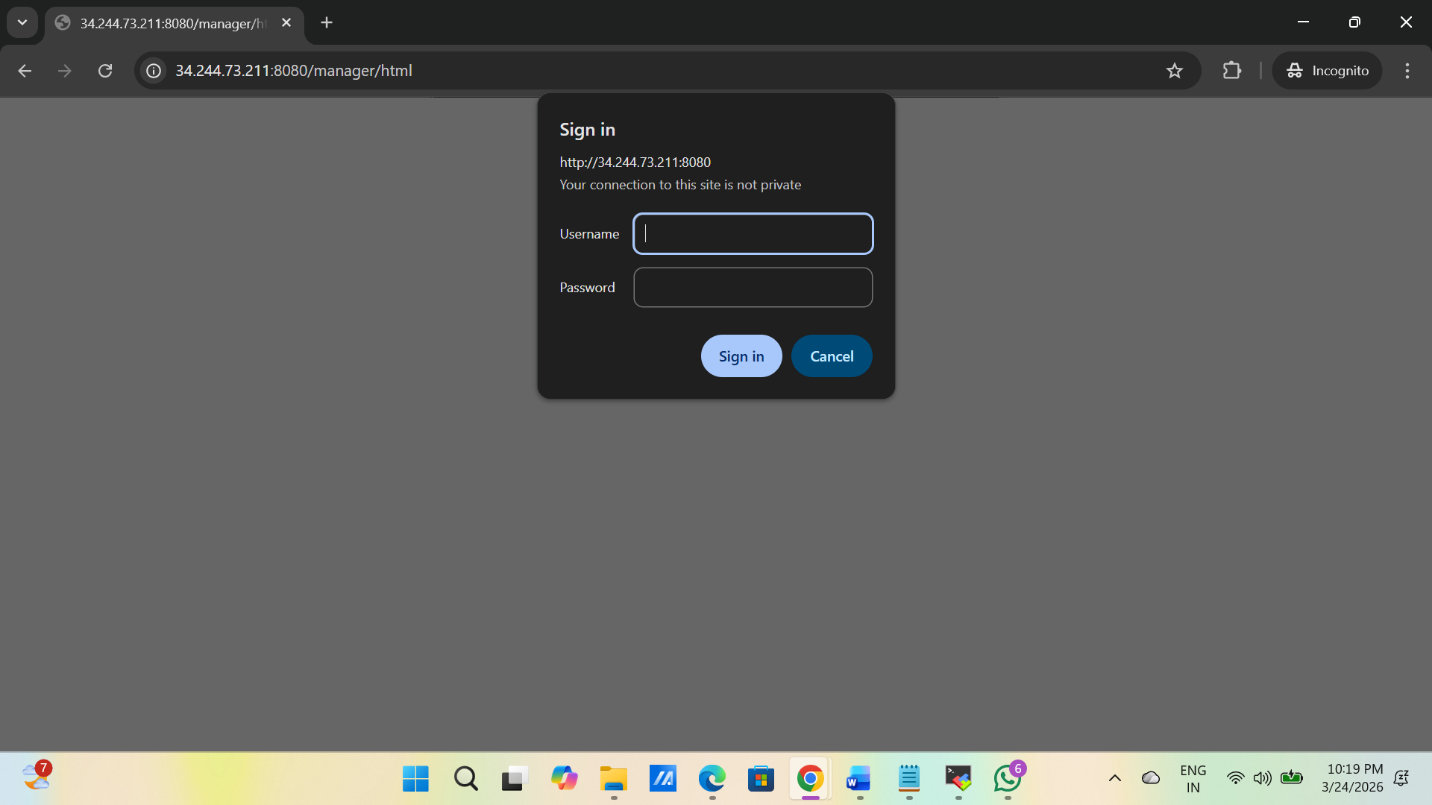 34.244.73.211:8080/manager/ht
34.244.73.211:8080/manager/html
Incognito
Sign in
http://34.244.73.211:8080
Your connection to this site is not private
Username
Password
Sign in
Cancel
7
6
ENG
IN
10:19 PM
3/24/2026